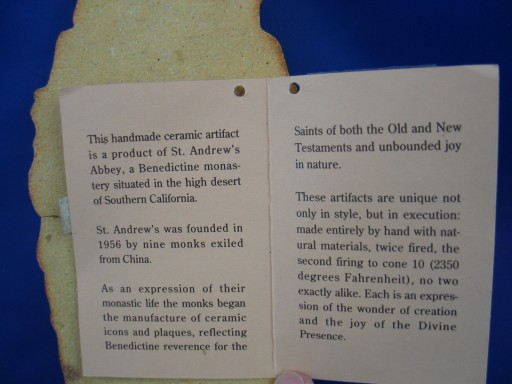 This handmade ceramic artifact
is a product of St. Andrew's
Abbey, a Benedictine monas-
tery situated in the high desert
of Southern California.
St. Andrew's was founded in
1956 by nine monks exiled
from China.
As an expression of their
monastic life the monks began
the manufacture of ceramic
icons and plaques, reflecting
Benedictine reverence for the
Saints of both the Old and New
Testaments and unbounded joy
in nature.
These artifacts are unique not
only in style, but in execution:
made entirely by hand with nat-
ural materials, twice fired, the
second firing to cone 10 (2350
degrees Fahrenheit), no two
exactly alike. Each is an expres-
sion of the wonder of creation
and the joy of the Divine
Presence.